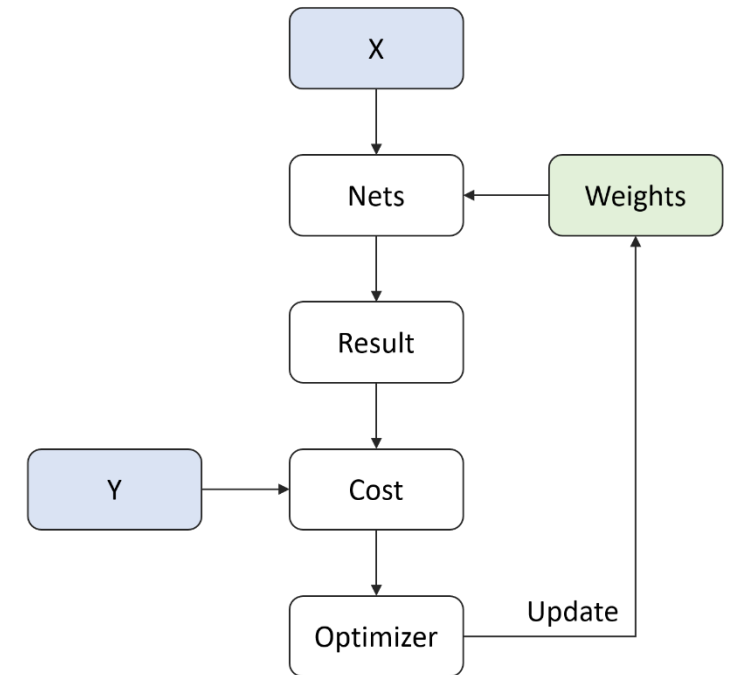 X
Nets
Weights
Result
Y
Cost
Update
Optimizer